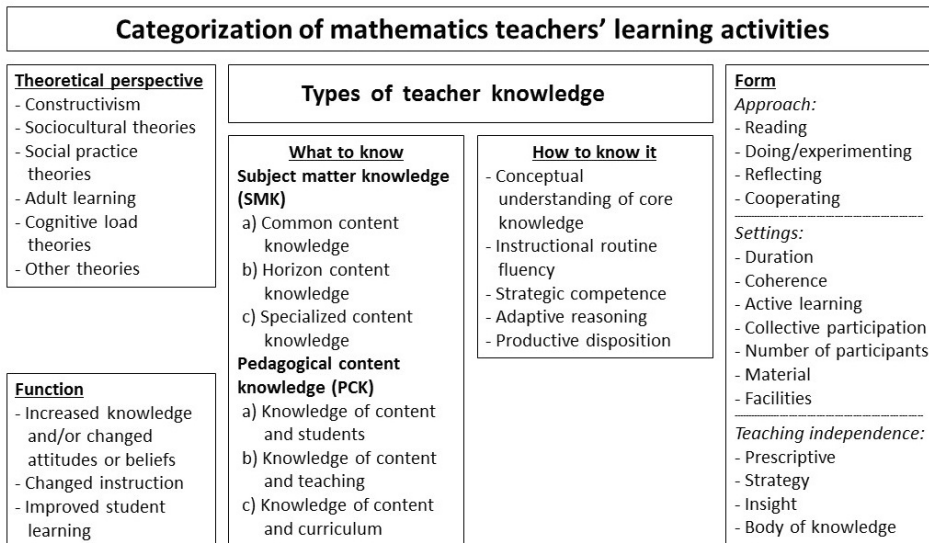 Categorization of mathematics teachers’ learning activities
Theoretical perspective
- Constructivism
- Sociocultural theories
- Social practice
theories
- Adult learning
- Cognitive load
theories
- Other theories
Function
- Increased knowledge
and/or changed
attitudes or beliefs
- Changed instruction
- Improved student
learning
Types of teacher knowledge
What to know
Subject matter knowledge
(SMK)
a) Common content
knowledge
b) Horizon content
knowledge
c) Specialized content
knowledge
Pedagogical content
knowledge (PCK)
a) Knowledge of content
and students
b) Knowledge of content
and teaching
c) Knowledge of content
and curriculum
How to know it
- Conceptual
understanding of core
knowledge
- Instructional routine
fluency
- Strategic competence
- Adaptive reasoning
- Productive disposition
Form
Approach:
- Reading
- Doing/experimenting
- Reflecting
- Cooperating
Settings:
- Duration
- Coherence
- Active learning
- Collective participation
- Number of participants
- Material
- Facilities
Teaching independence:
- Prescriptive
- Strategy
- Insight
- Body of knowledge